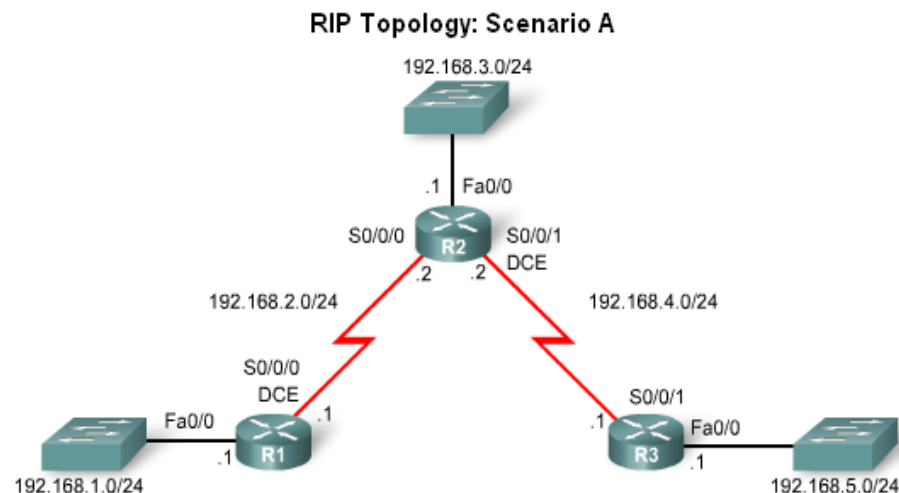 RIP Topology: Scenario A
192.168.3.0/24
.1 Fa0/0
S0/0/0 R2 S0/0/1
DCE
.2 .2
192.168.2.0/24 192.168.4.0/24
S0/0/0
DCE
.1
S0/0/1
.1
Fa0/0 R1
.1
R3 Fa0/0
.1
192.168.1.0/24 192.168.5.0/24